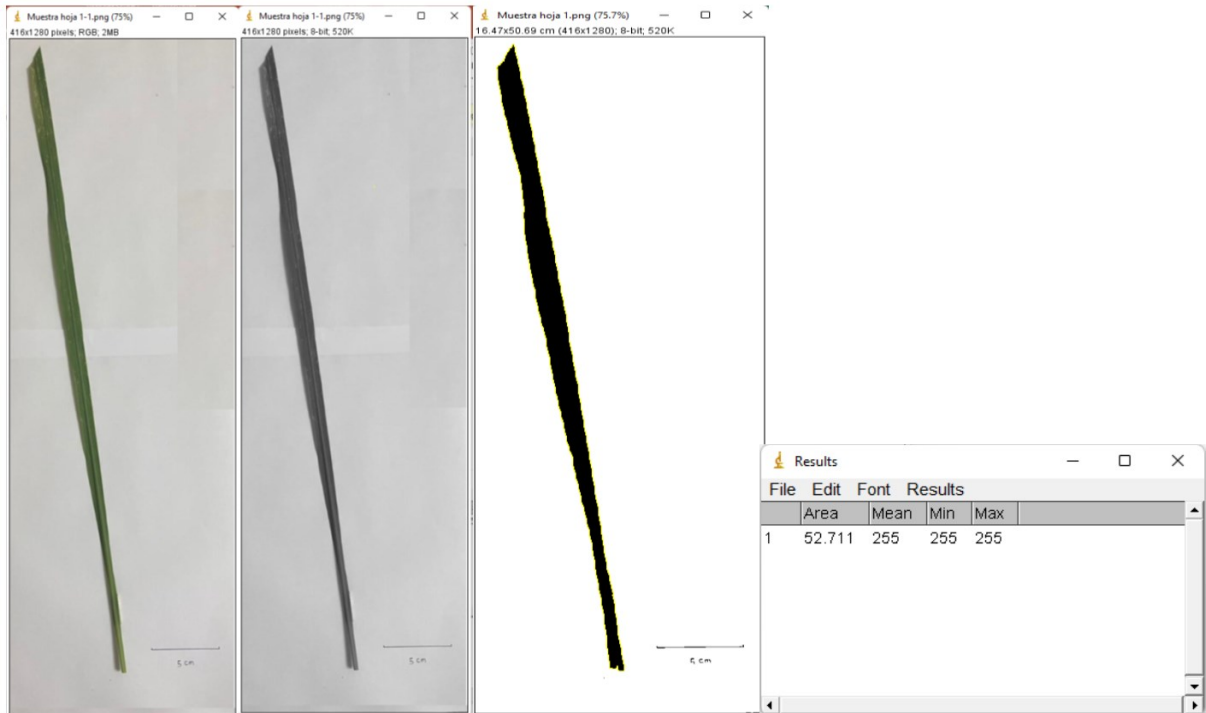 Muestra hoja 1-1.png (75%)
416x1280 pixels; RGB; 2MB
5 cm
Muestra hoja 1-1.png (75%)
416x1280 pixels; 8-bit; 520K
5 cm
Muestra hoja 1.png (75.7%)
16.47x50.69 cm (416x1280); 8-bit; 520K
5 cm
Results
File Edit Font Results
Area Mean Min Max
1 52.711 255 255 255